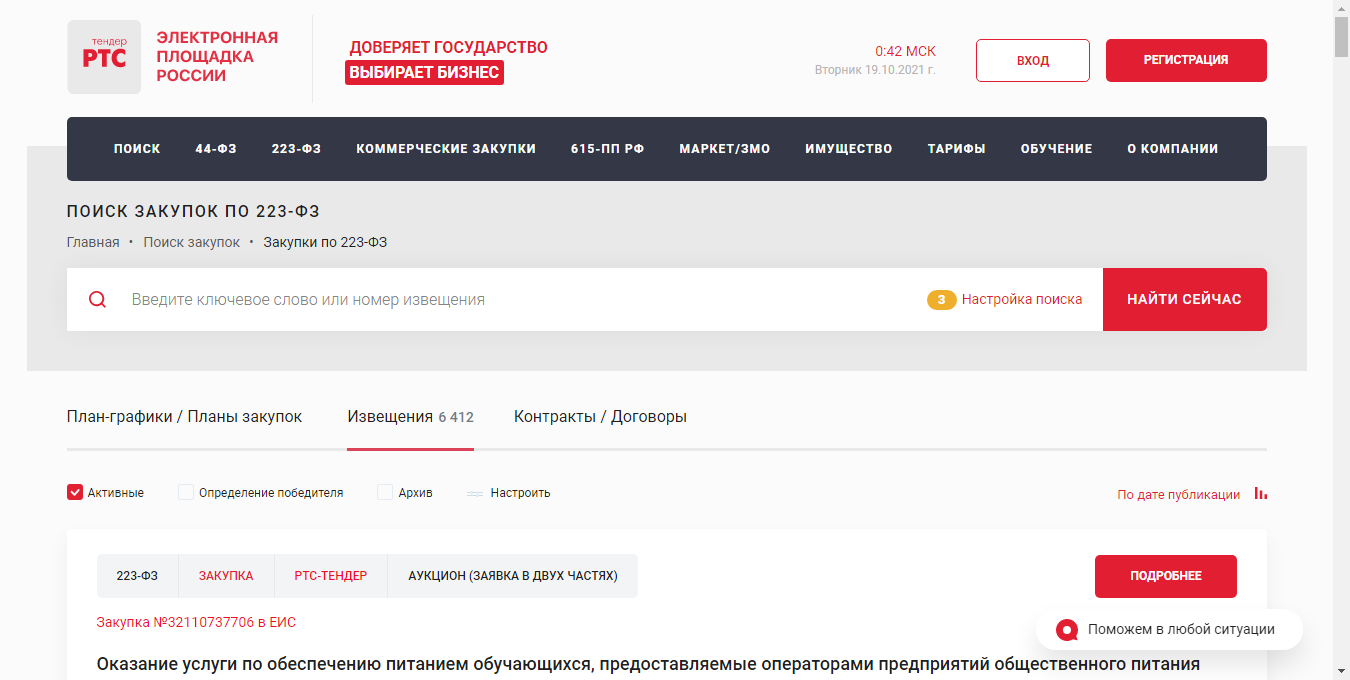 тендер
РТС
ЭЛЕКТРОННАЯ
ПЛОЩАДКА
РОССИИ
ДОВЕРЯЕТ ГОСУДАРСТВО
ВЫБИРАЕТ БИЗНЕС
0:42 МСК
Вторник 19.10.2021 г.
ВХОД
РЕГИСТРАЦИЯ
ПОИСК 44-ФЗ 223-ФЗ КОММЕРЧЕСКИЕ ЗАКУПКИ 615-ПП РФ МАРКЕТ/ЗМО ИМУЩЕСТВО ТАРИФЫ ОБУЧЕНИЕ О КОМПАНИИ
ПОИСК ЗАКУПОК ПО 223-ФЗ
Главная • Поиск закупок • Закупки по 223-ФЗ
Введите ключевое слово или номер извещения 3 Настройка поиска НАЙТИ СЕЙЧАС
План-графики / Планы закупок Извещения 6 412 Контракты / Договоры
Активные Определение победителя Архив Настроить По дате публикации
223-ФЗ ЗАКУПКА РТС-ТЕНДЕР АУКЦИОН (ЗАЯВКА В ДВУХ ЧАСТЯХ) ПОДРОБНЕЕ
Закупка №32110737706 в ЕИС
Поможем в любой ситуации
Оказание услуги по обеспечению питанием обучающихся, предоставляемые операторами предприятий общественного питания